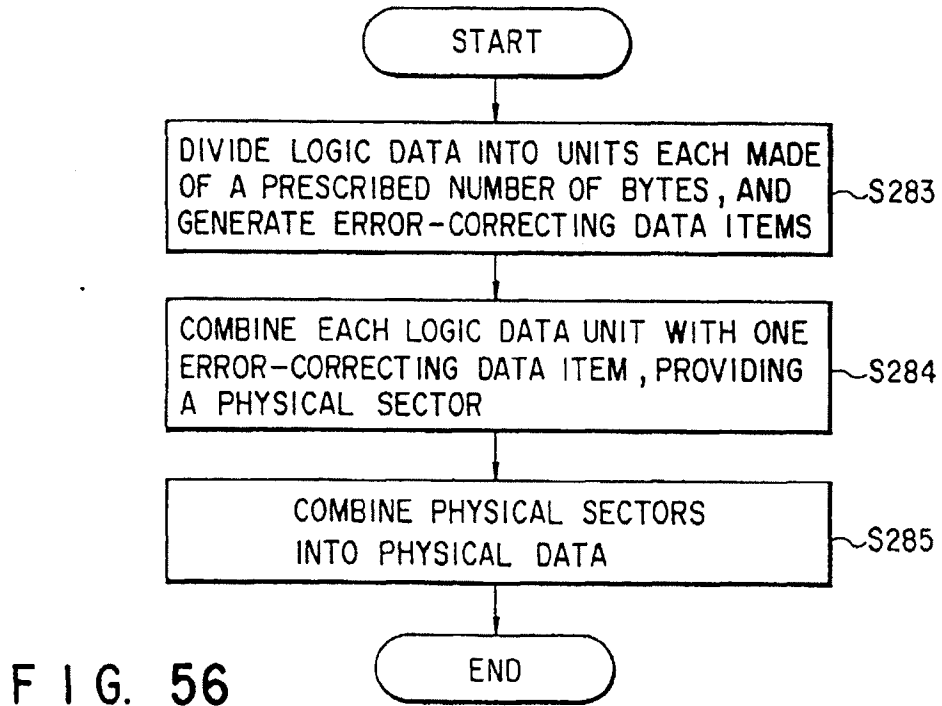 START
DIVIDE LOGIC DATA INTO UNITS EACH MADE
OF A PRESCRIBED NUMBER OF BYTES, AND
GENERATE ERROR-CORRECTING DATA ITEMS
S283
COMBINE EACH LOGIC DATA UNIT WITH ONE
ERROR-CORRECTING DATA ITEM, PROVIDING
A PHYSICAL SECTOR
S284
COMBINE PHYSICAL SECTORS
INTO PHYSICAL DATA
S285
END
FIG. 56